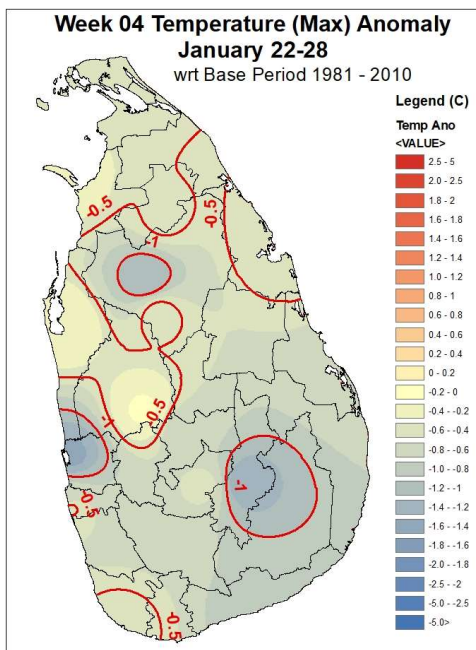 Week 04 Temperature (Max) Anomaly
January 22-28
wrt Base Period 1981 - 2010
Legend (C)
Temp Ano
<VALUE>
2.5 - 5
2.0 - 2.5
1.8 - 2
1.6 - 1.8
1.4 - 1.6
1.2 - 1.4
1.0 - 1.2
0.8 - 1
0.6 - 0.8
0.4 - 0.6
0.2 - 0.4
0 - 0.2
-0.2 - 0
-0.4 - -0.2
-0.6 - -0.4
-0.8 - -0.6
-1.0 - -0.8
-1.2 - -1
-1.4 - -1.2
-1.6 - -1.4
-1.8 - -1.6
-2.0 - -1.8
-2.5 - -2
-5.0 - -2.5
-5.0>
-0.5
-0.5
-1
-0.5
-1
-1
-0.5
-0.5